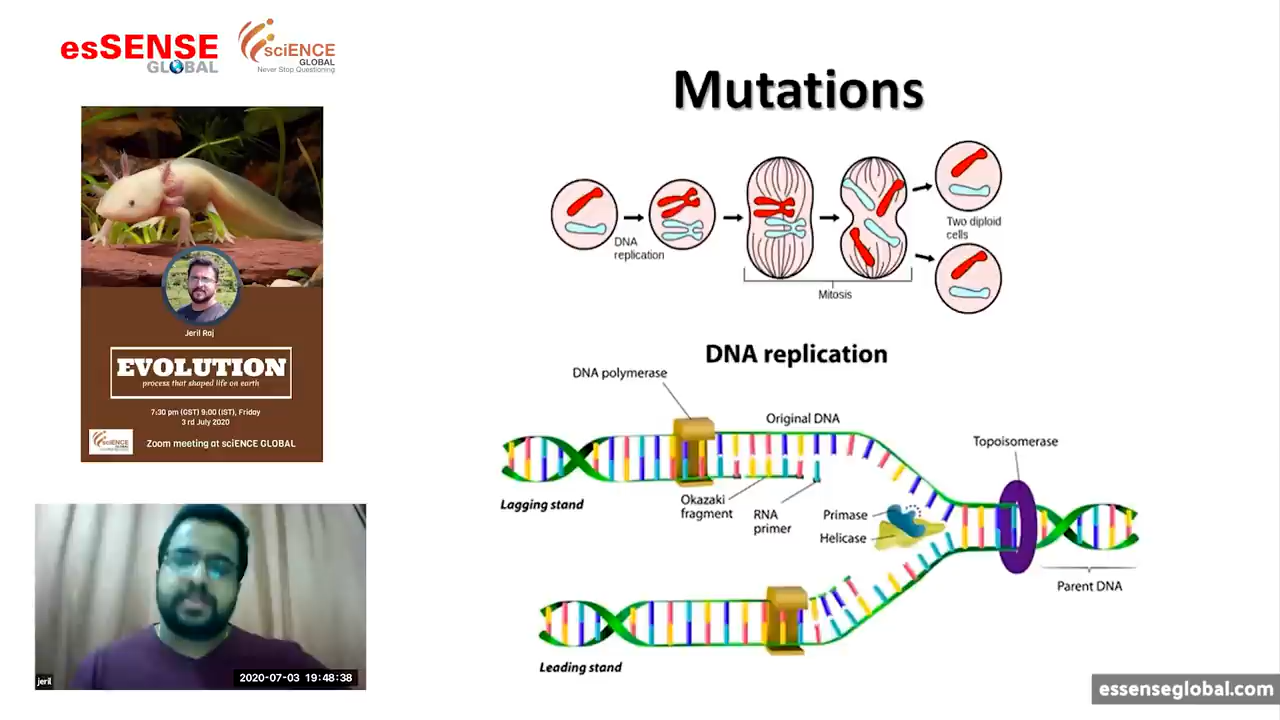 esSENSE
GLOBAL
sciENCE
GLOBAL
Never Stop Questioning
Jeril Raj
EVOLUTION
process that shaped life on earth
7:30 pm (GST) 9:00 (IST), Friday
3 rd July 2020
sciENCE
GLOBAL
Zoom meeting at sciENCE GLOBAL
jeril
2020-07-03 19:48:38
Mutations
DNA
replication
Mitosis
Two diploid
cells
DNA replication
DNA polymerase
Original DNA
Topoisomerase
Lagging stand
Okazaki
fragment
RNA
primer
Primase
Helicase
Parent DNA
Leading stand
essenseglobal.com